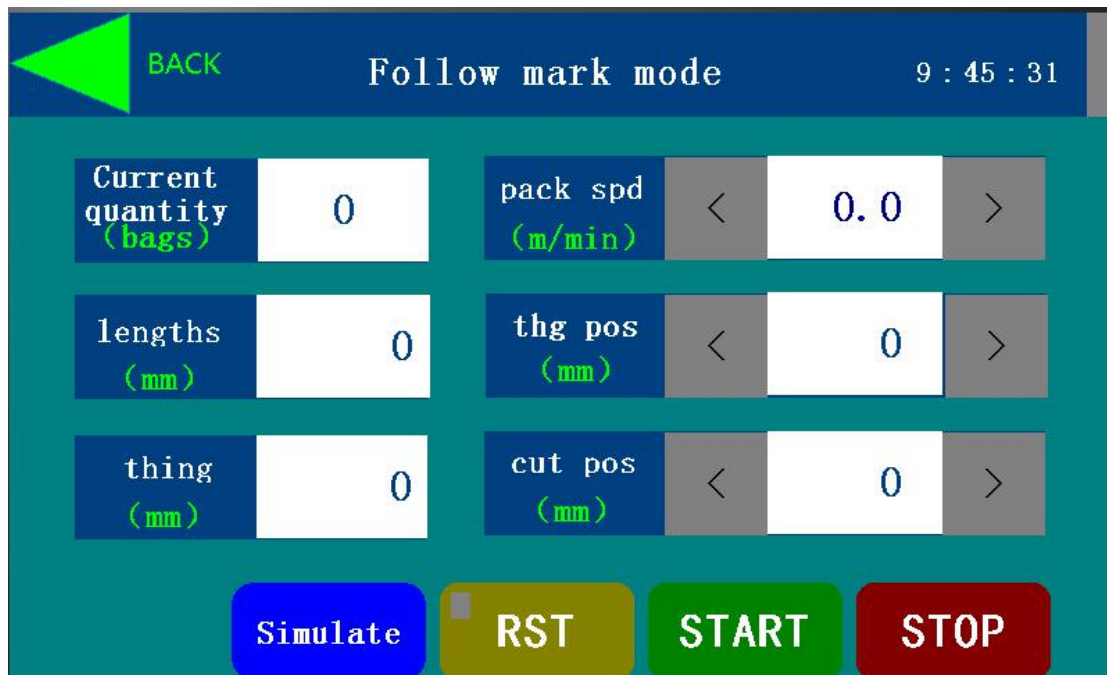 BACK
Follow mark mode
9 : 45 : 31
Current
quantity
(bags)
0
pack spd
(m/min)
<
0.0
>
lengths
(mm)
0
thg pos
(mm)
<
0
>
thing
(mm)
0
cut pos
(mm)
<
0
>
Simulate
RST
START
STOP